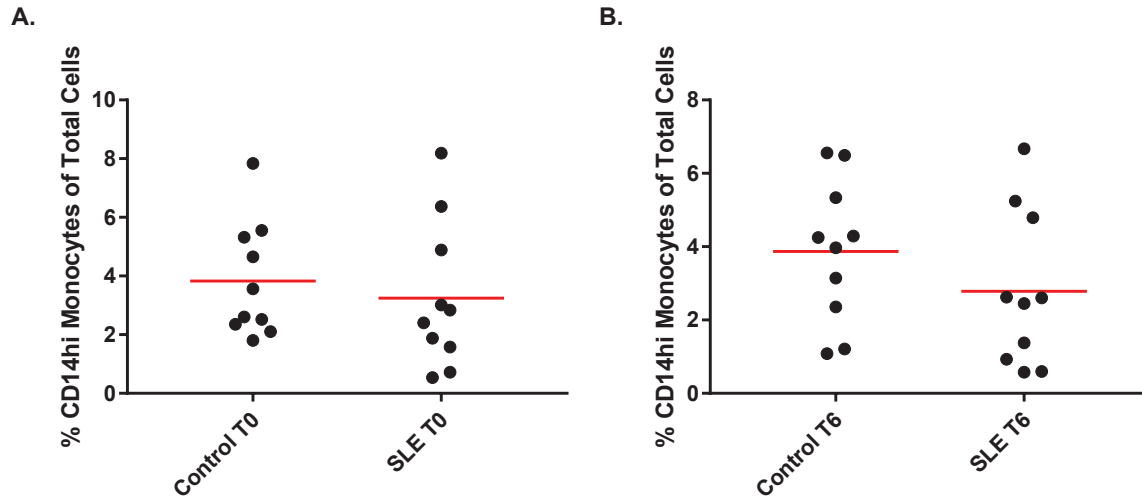 A.
% CD14hi Monocytes of Total Cells
10
8
6
4
2
0
Control T0
SLE T0
B.
% CD14hi Monocytes of Total Cells
8
6
4
2
0
Control T6
SLE T6